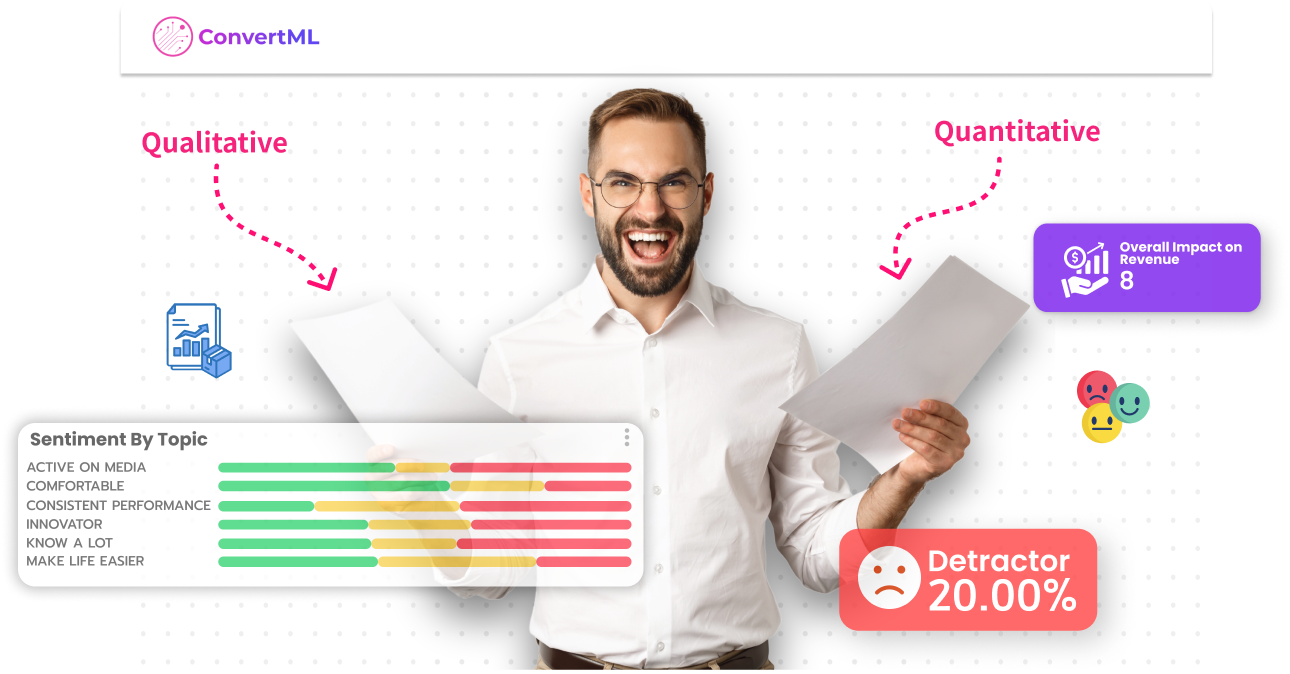 ConvertML
Qualitative
Quantitative
Overall Impact on
Revenue
8
Sentiment By Topic
ACTIVE ON MEDIA
COMFORTABLE
CONSISTENT PERFORMANCE
INNOVATOR
KNOW A LOT
MAKE LIFE EASIER
Detractor
20.00%